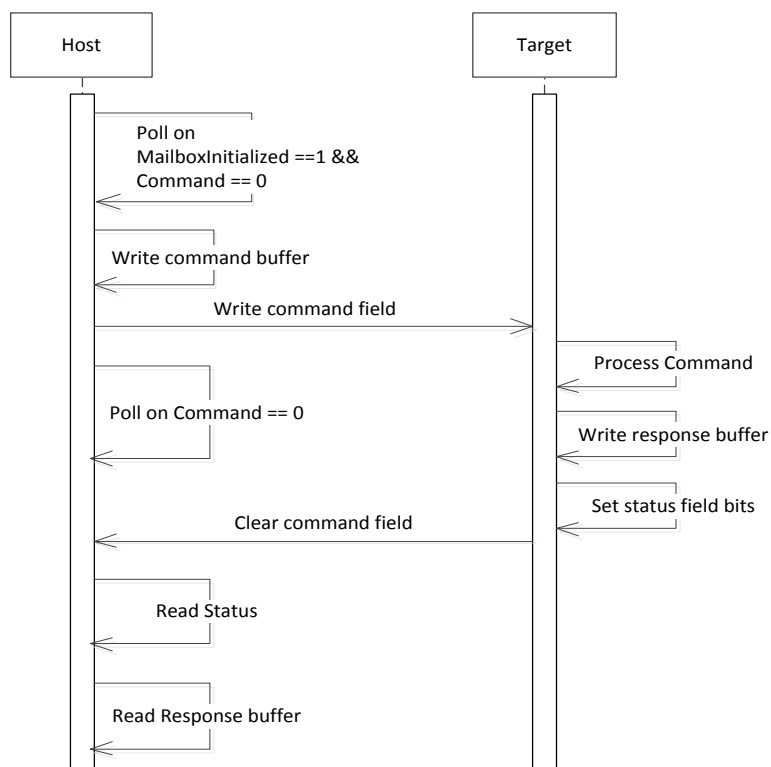 Host
Target
Poll on
MailboxInitialized ==1 &&
Command == 0
Write command buffer
Write command field
Process Command
Poll on Command == 0
Write response buffer
Set status field bits
Clear command field
Read Status
Read Response buffer